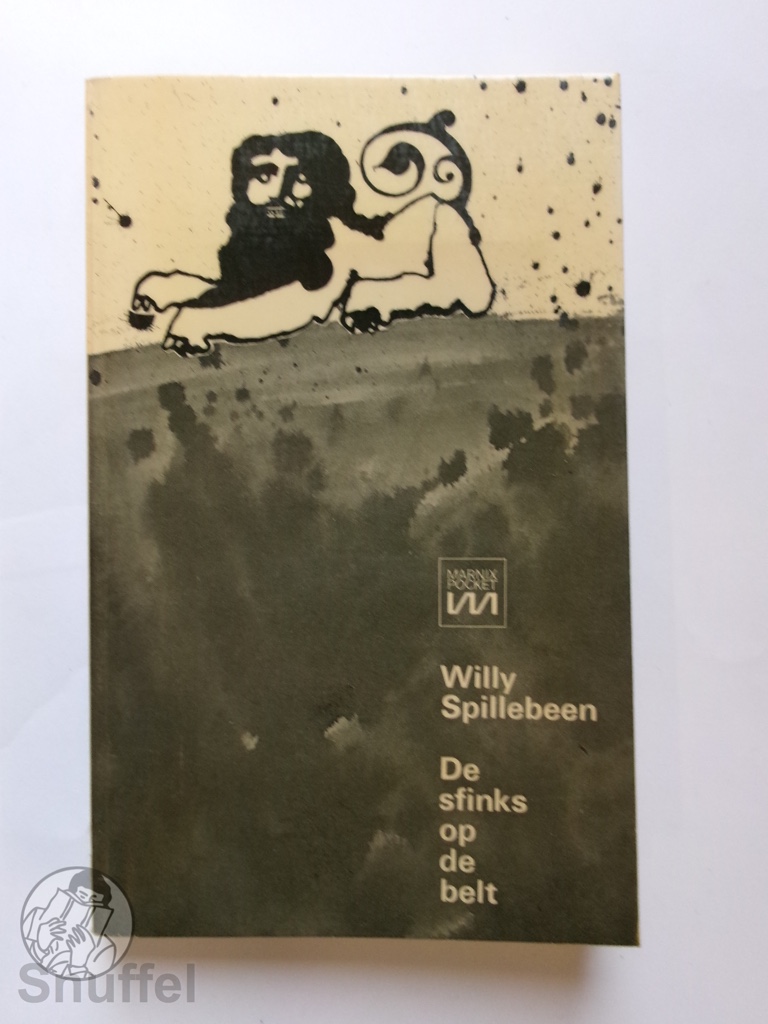 MARNIX
POCKET
Willy
Spillebeen
De
sfinks
op
de
belt
Snuffel